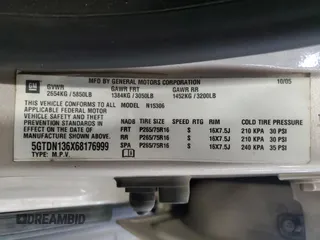 MFD BY GENERAL MOTORS CORPORATION 10/05
GM GVWR GAWR FRT GAWR RR
2654KG / 5850LB 1384KG / 3050LB 1452KG / 3200LB
THIS VEHICLE CONFORMS TO ALL
APPLICABLE U.S. FEDERAL MOTOR
VEHICLE SAFETY, BUMPER, AND THEFT
PREVENTION STANDARDS IN EFFECT ON
THE DATE OF MANUFACTURE SHOWN ABOVE.
5GTDN136X68176999
TYPE: M.P.V.
MODEL: N15306
TIRE SIZE SPEED RTG RIM COLD TIRE PRESSURE
FRT P265/75R16 S 16X7.5J 210 KPA 30 PSI
RR P265/75R16 S 16X7.5J 210 KPA 30 PSI
SPA P265/75R16 S 16X7.5J 240 KPA 35 PSI
DREAMBID